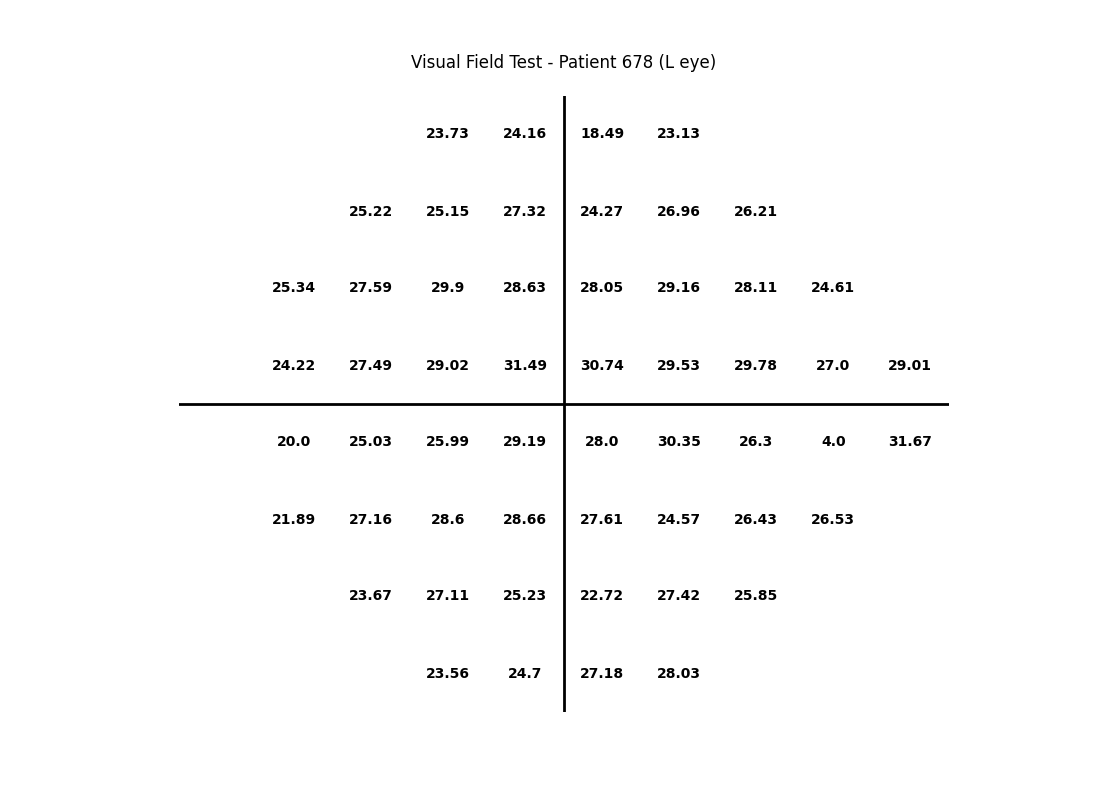 Visual Field Test - Patient 678 (L eye)
23.73 24.16 18.49 23.13
25.22 25.15 27.32 24.27 26.96 26.21
25.34 27.59 29.9 28.63 28.05 29.16 28.11 24.61
24.22 27.49 29.02 31.49 30.74 29.53 29.78 27.0 29.01
20.0 25.03 25.99 29.19 28.0 30.35 26.3 4.0 31.67
21.89 27.16 28.6 28.66 27.61 24.57 26.43 26.53
23.67 27.11 25.23 22.72 27.42 25.85
23.56 24.7 27.18 28.03